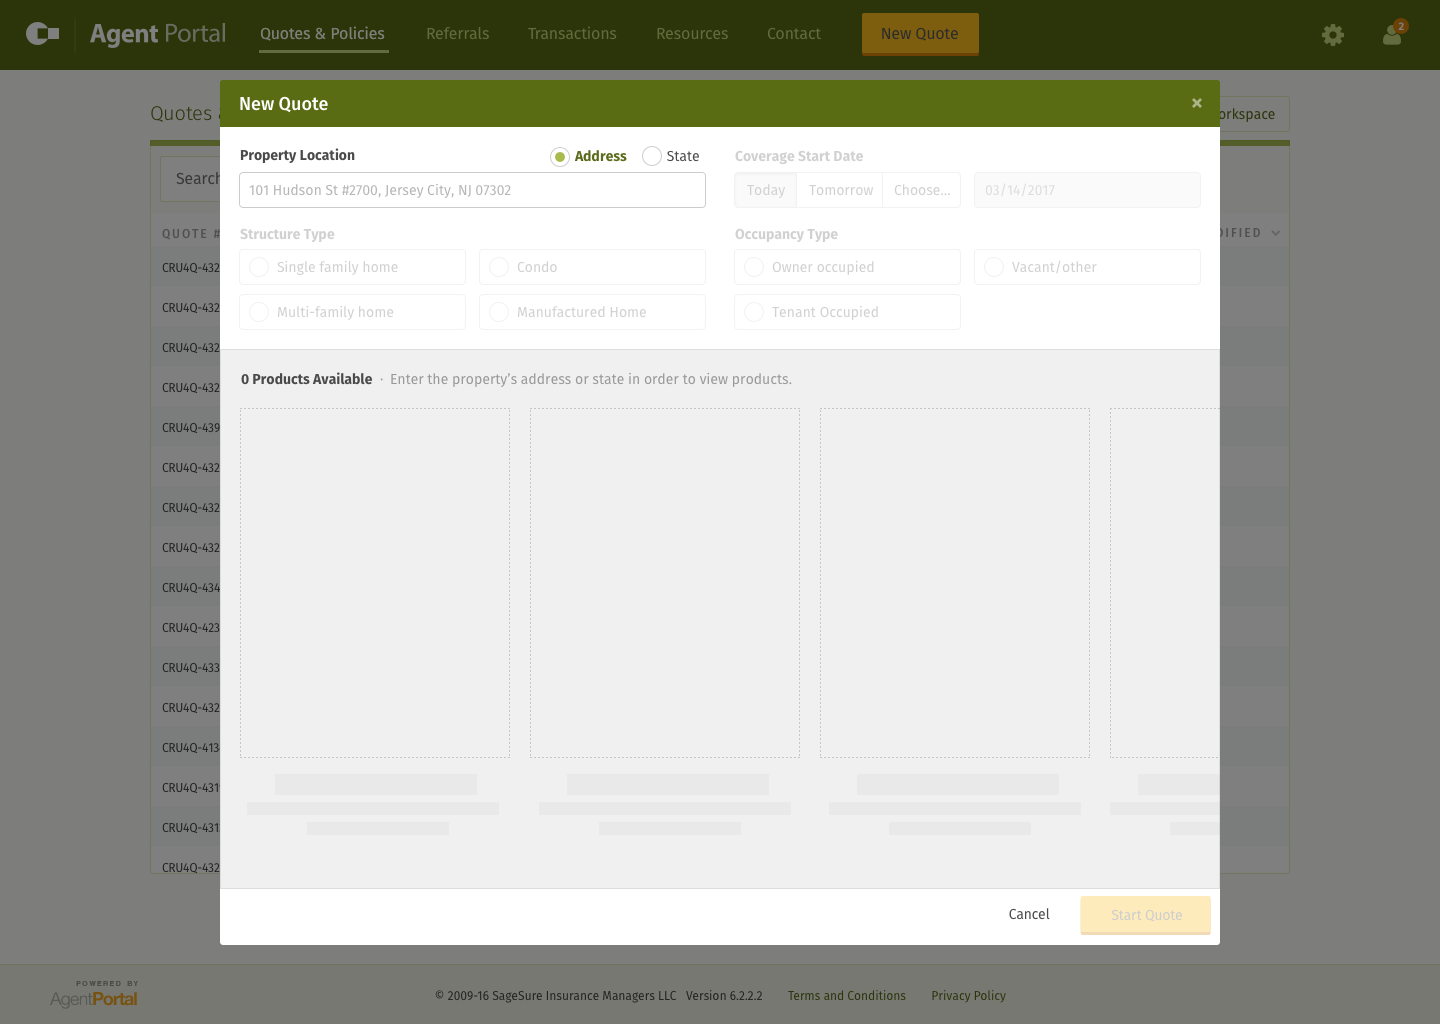 Agent Portal
Quotes & Policies
Referrals
Transactions
Resources
Contact
New Quote
2
Quotes
orkspace
New Quote
×
Search
Property Location
Address
State
101 Hudson St #2700, Jersey City, NJ 07302
Coverage Start Date
Today
Tomorrow
Choose...
03/14/2017
QUOTE #
DIFIED
Structure Type
Single family home
Condo
Multi-family home
Manufactured Home
Occupancy Type
Owner occupied
Vacant/other
Tenant Occupied
0 Products Available · Enter the property’s address or state in order to view products.
CRU4Q-432
CRU4Q-432
CRU4Q-432
CRU4Q-432
CRU4Q-439
CRU4Q-432
CRU4Q-432
CRU4Q-432
CRU4Q-434
CRU4Q-423
CRU4Q-433
CRU4Q-432
CRU4Q-413
CRU4Q-431
CRU4Q-431
CRU4Q-432
Cancel
Start Quote
POWERED BY
AgentPortal
© 2009-16 SageSure Insurance Managers LLC Version 6.2.2.2
Terms and Conditions
Privacy Policy